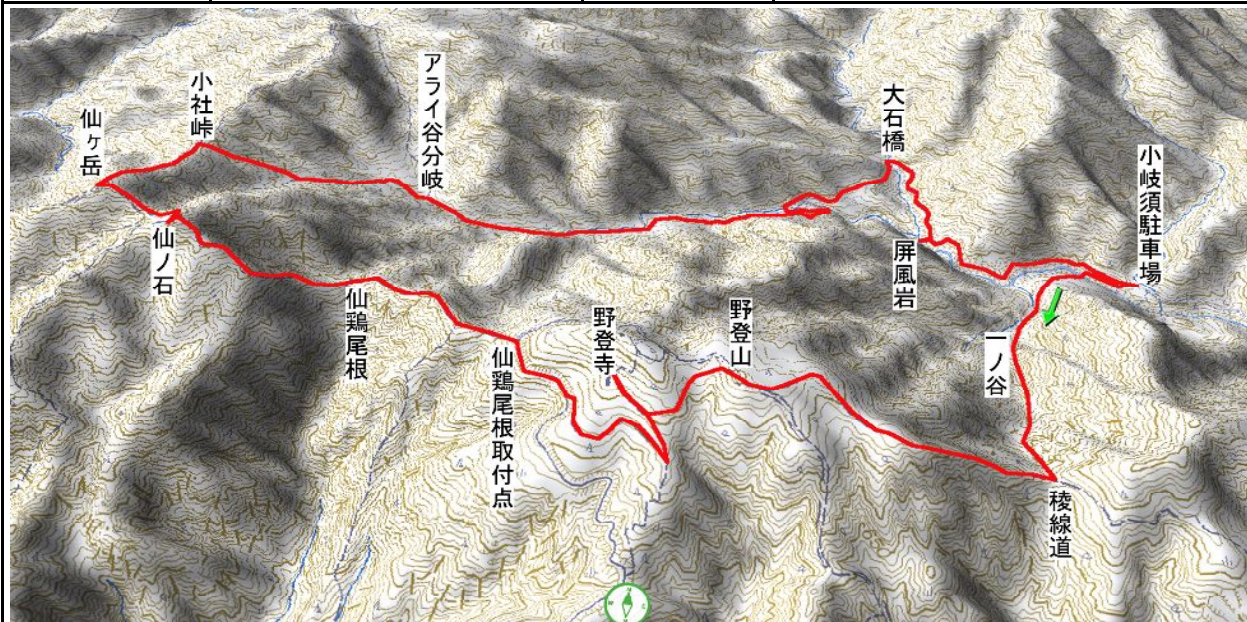 仙ヶ岳
小社峠
アライ谷分岐
大石橋
小岐須駐車場
屏風岩
一ノ谷
仙ノ石
仙鶏尾根
仙鶏尾根取付点
野登寺
野登山
稜線道